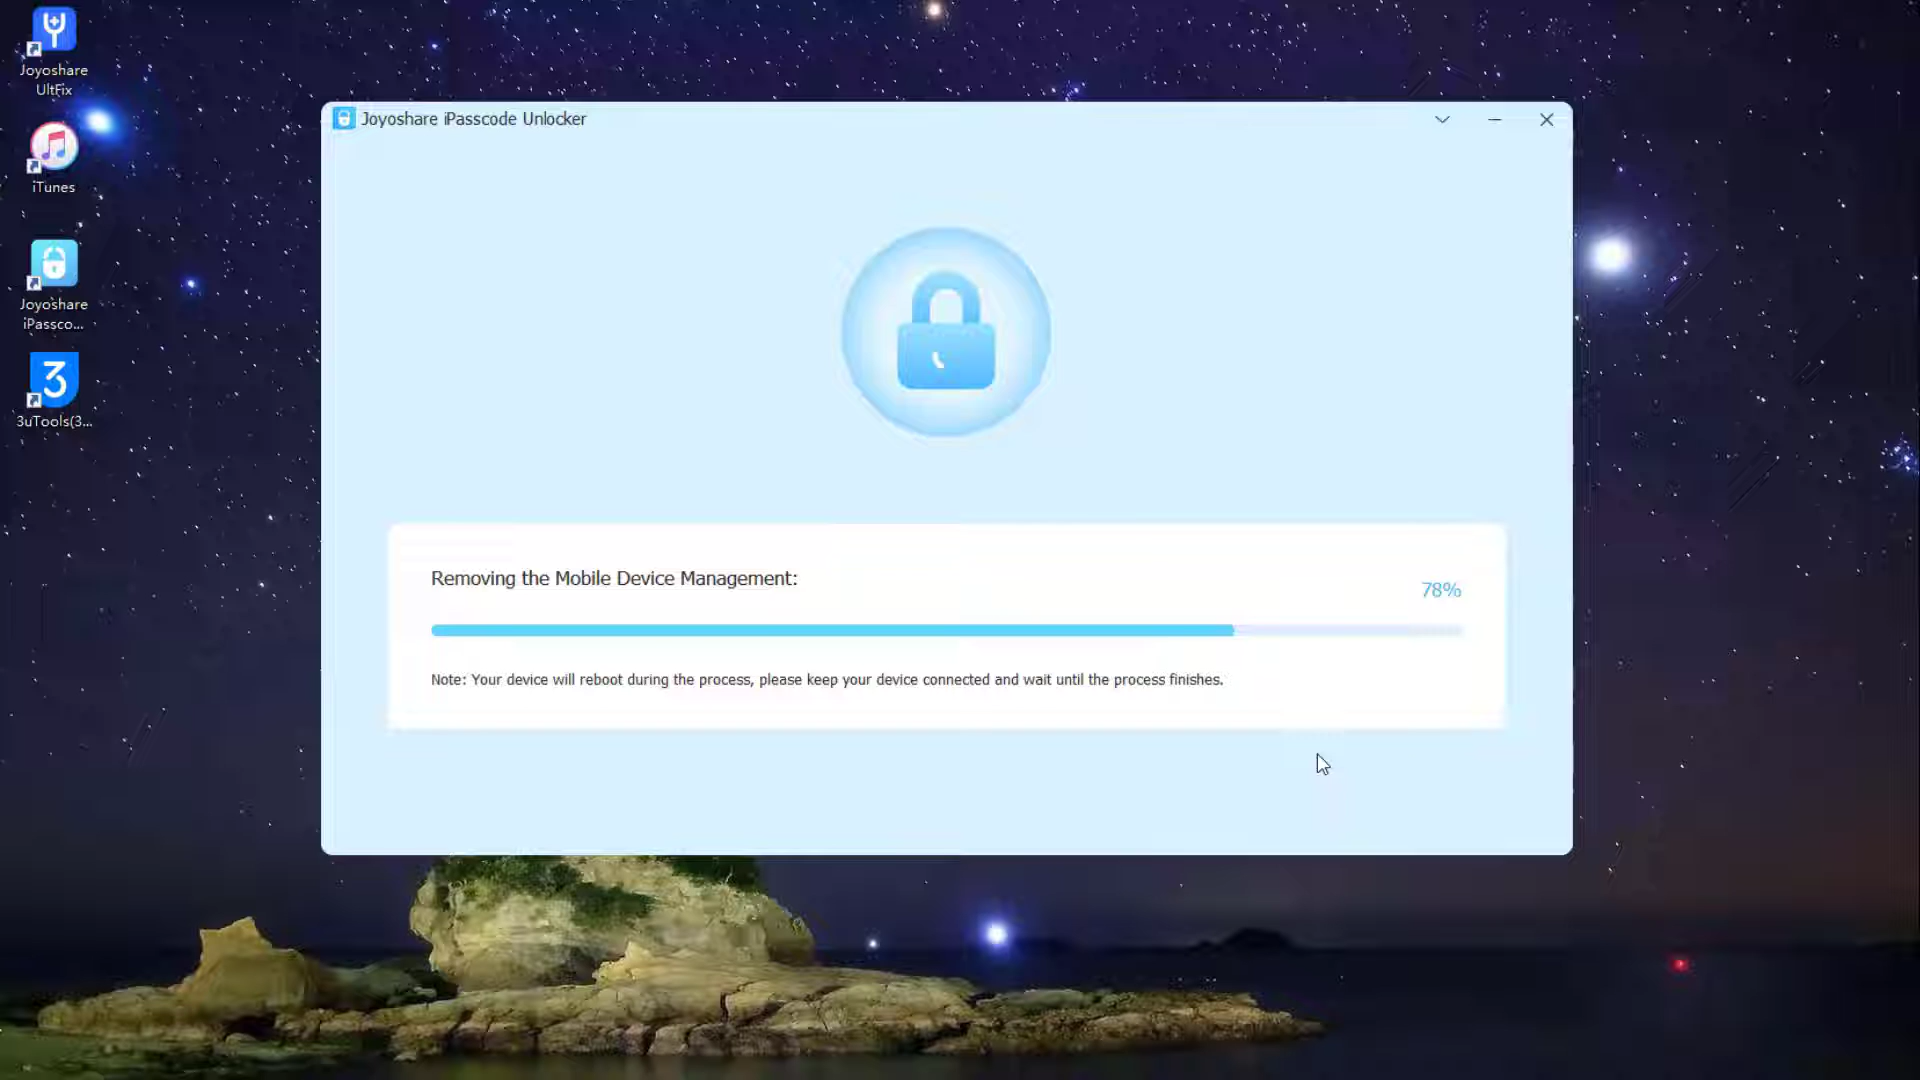 Joyoshare
UltFix
iTunes
Joyoshare
iPassco...
3
3uTools(3...
Joyoshare iPasscode Unlocker
Removing the Mobile Device Management:
78%
Note: Your device will reboot during the process, please keep your device connected and wait until the process finishes.